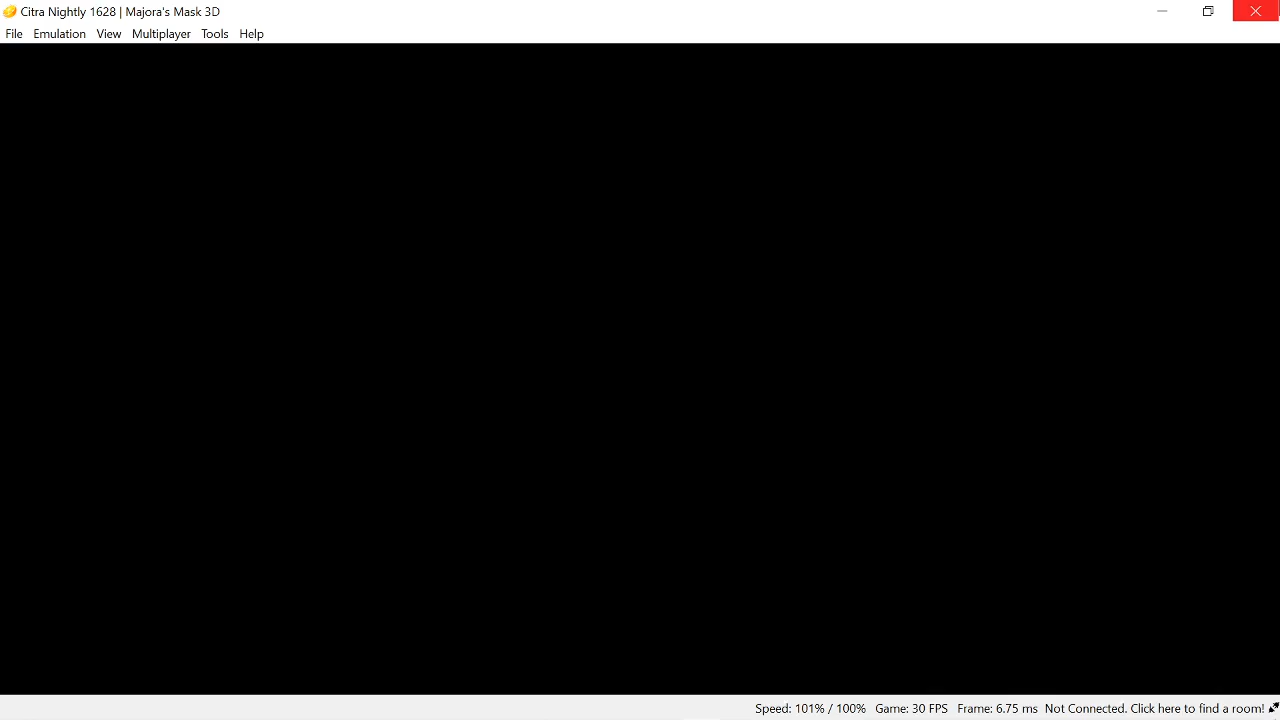 Citra Nightly 1628 | Majora's Mask 3D
File Emulation View Multiplayer Tools Help
Speed: 101% / 100% Game: 30 FPS Frame: 6.75 ms Not Connected. Click here to find a room!